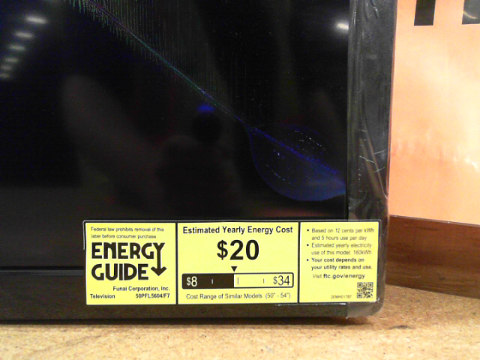 Federal law prohibits removal of this
label before consumer purchase.
ENERGY
GUIDE
Funai Corporation, Inc.
Television 50PFL5604/F7
Estimated Yearly Energy Cost
$20
$8 $34
Cost Range of Similar Models (50" - 54")
• Based on 12 cents per kWh
and 5 hours use per day
• Estimated yearly electricity
use of this model: 163kWh
• Your cost depends on
your utility rates and use.
Visit ftc.gov/energy